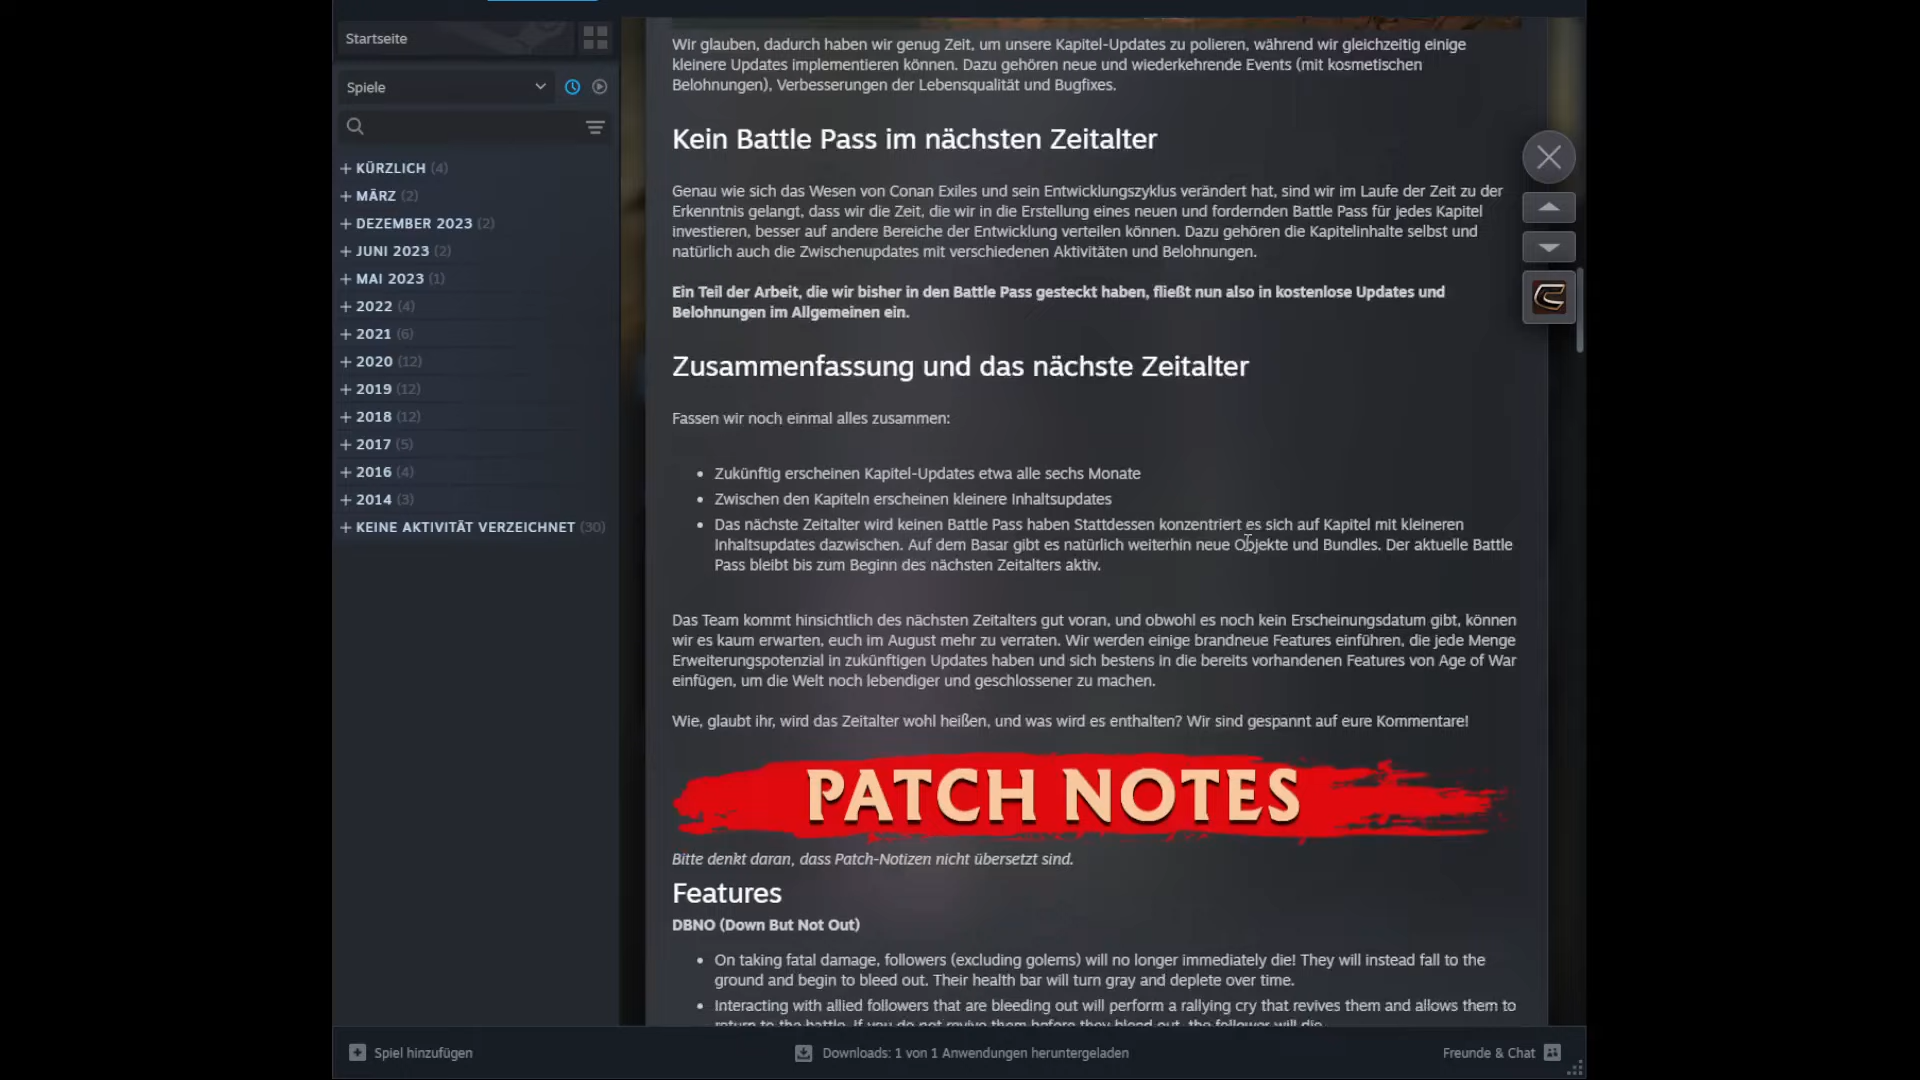 Startseite
Spiele
+ KÜRZLICH (4)
+ MÄRZ (2)
+ DEZEMBER 2023 (2)
+ JUNI 2023 (2)
+ MAI 2023 (1)
+ 2022 (4)
+ 2021 (6)
+ 2020 (12)
+ 2019 (12)
+ 2018 (12)
+ 2017 (5)
+ 2016 (4)
+ 2014 (3)
+ KEINE AKTIVITÄT VERZEICHNET (30)
Wir glauben, dadurch haben wir genug Zeit, um unsere Kapitel-Updates zu polieren, während wir gleichzeitig einige
kleinere Updates implementieren können. Dazu gehören neue und wiederkehrende Events (mit kosmetischen
Belohnungen), Verbesserungen der Lebensqualität und Bugfixes.
Kein Battle Pass im nächsten Zeitalter
Genau wie sich das Wesen von Conan Exiles und sein Entwicklungszyklus verändert hat, sind wir im Laufe der Zeit zu der
Erkenntnis gelangt, dass wir die Zeit, die wir in die Erstellung eines neuen und fordernden Battle Pass für jedes Kapitel
investieren, besser auf andere Bereiche der Entwicklung verteilen können. Dazu gehören die Kapitelinhalte selbst und
natürlich auch die Zwischenupdates mit verschiedenen Aktivitäten und Belohnungen.
Ein Teil der Arbeit, die wir bisher in den Battle Pass gesteckt haben, fließt nun also in kostenlose Updates und
Belohnungen im Allgemeinen ein.
Zusammenfassung und das nächste Zeitalter
Fassen wir noch einmal alles zusammen:
• Zukünftig erscheinen Kapitel-Updates etwa alle sechs Monate
• Zwischen den Kapiteln erscheinen kleinere Inhaltsupdates
• Das nächste Zeitalter wird keinen Battle Pass haben Stattdessen konzentriert es sich auf Kapitel mit kleineren
Inhaltsupdates dazwischen. Auf dem Basar gibt es natürlich weiterhin neue Objekte und Bundles. Der aktuelle Battle
Pass bleibt bis zum Beginn des nächsten Zeitalters aktiv.
Das Team kommt hinsichtlich des nächsten Zeitalters gut voran, und obwohl es noch kein Erscheinungsdatum gibt, können
wir es kaum erwarten, euch im August mehr zu verraten. Wir werden einige brandneue Features einführen, die jede Menge
Erweiterungspotenzial in zukünftigen Updates haben und sich bestens in die bereits vorhandenen Features von Age of War
einfügen, um die Welt noch lebendiger und geschlossener zu machen.
Wie, glaubt ihr, wird das Zeitalter wohl heißen, und was wird es enthalten? Wir sind gespannt auf eure Kommentare!
PATCH NOTES
Bitte denkt daran, dass Patch-Notizen nicht übersetzt sind.
Features
DBNO (Down But Not Out)
• On taking fatal damage, followers (excluding golems) will no longer immediately die! They will instead fall to the
ground and begin to bleed out. Their health bar will turn gray and deplete over time.
• Interacting with allied followers that are bleeding out will perform a rallying cry that revives them and allows them to
return to the battle. If you do not revive them before they bleed out, the follower will die.
Spiel hinzufügen
Downloads: 1 von 1 Anwendungen heruntergeladen
Freunde & Chat